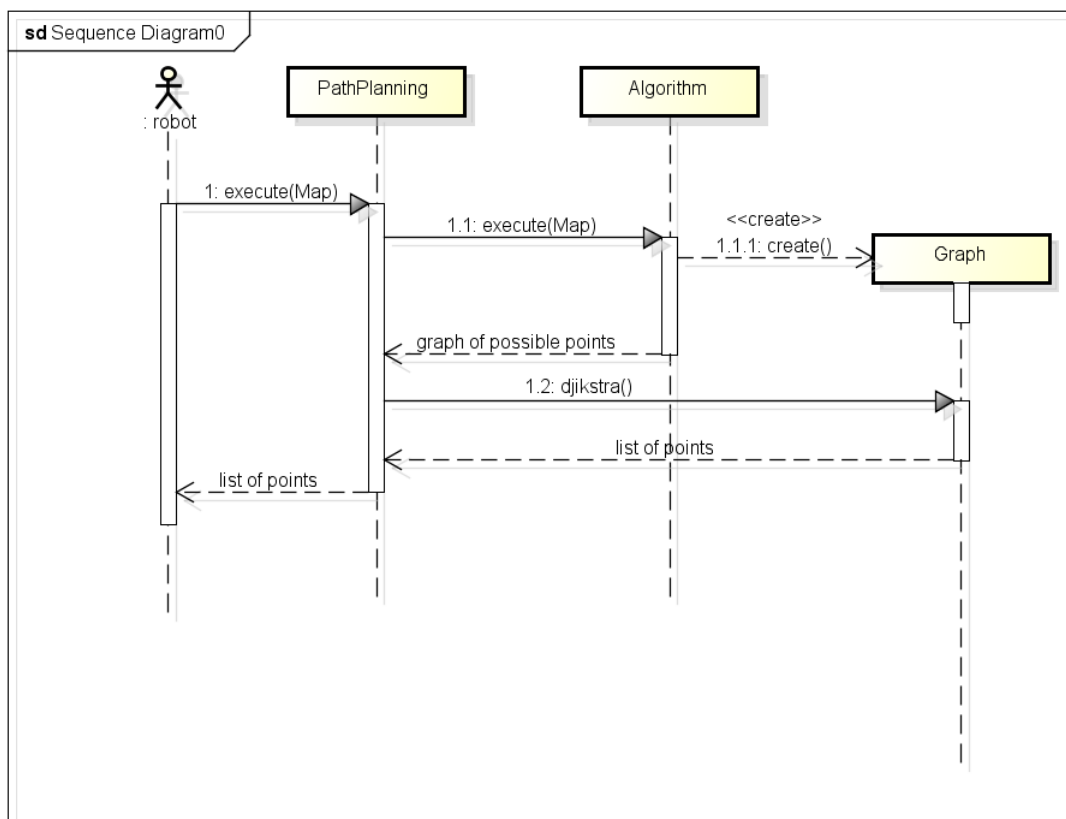 sd Sequence Diagram0
: robot
PathPlanning
Algorithm
1: execute(Map)
1.1: execute(Map)
<<create>>
1.1.1: create()
Graph
graph of possible points
1.2: djikstra()
list of points
list of points